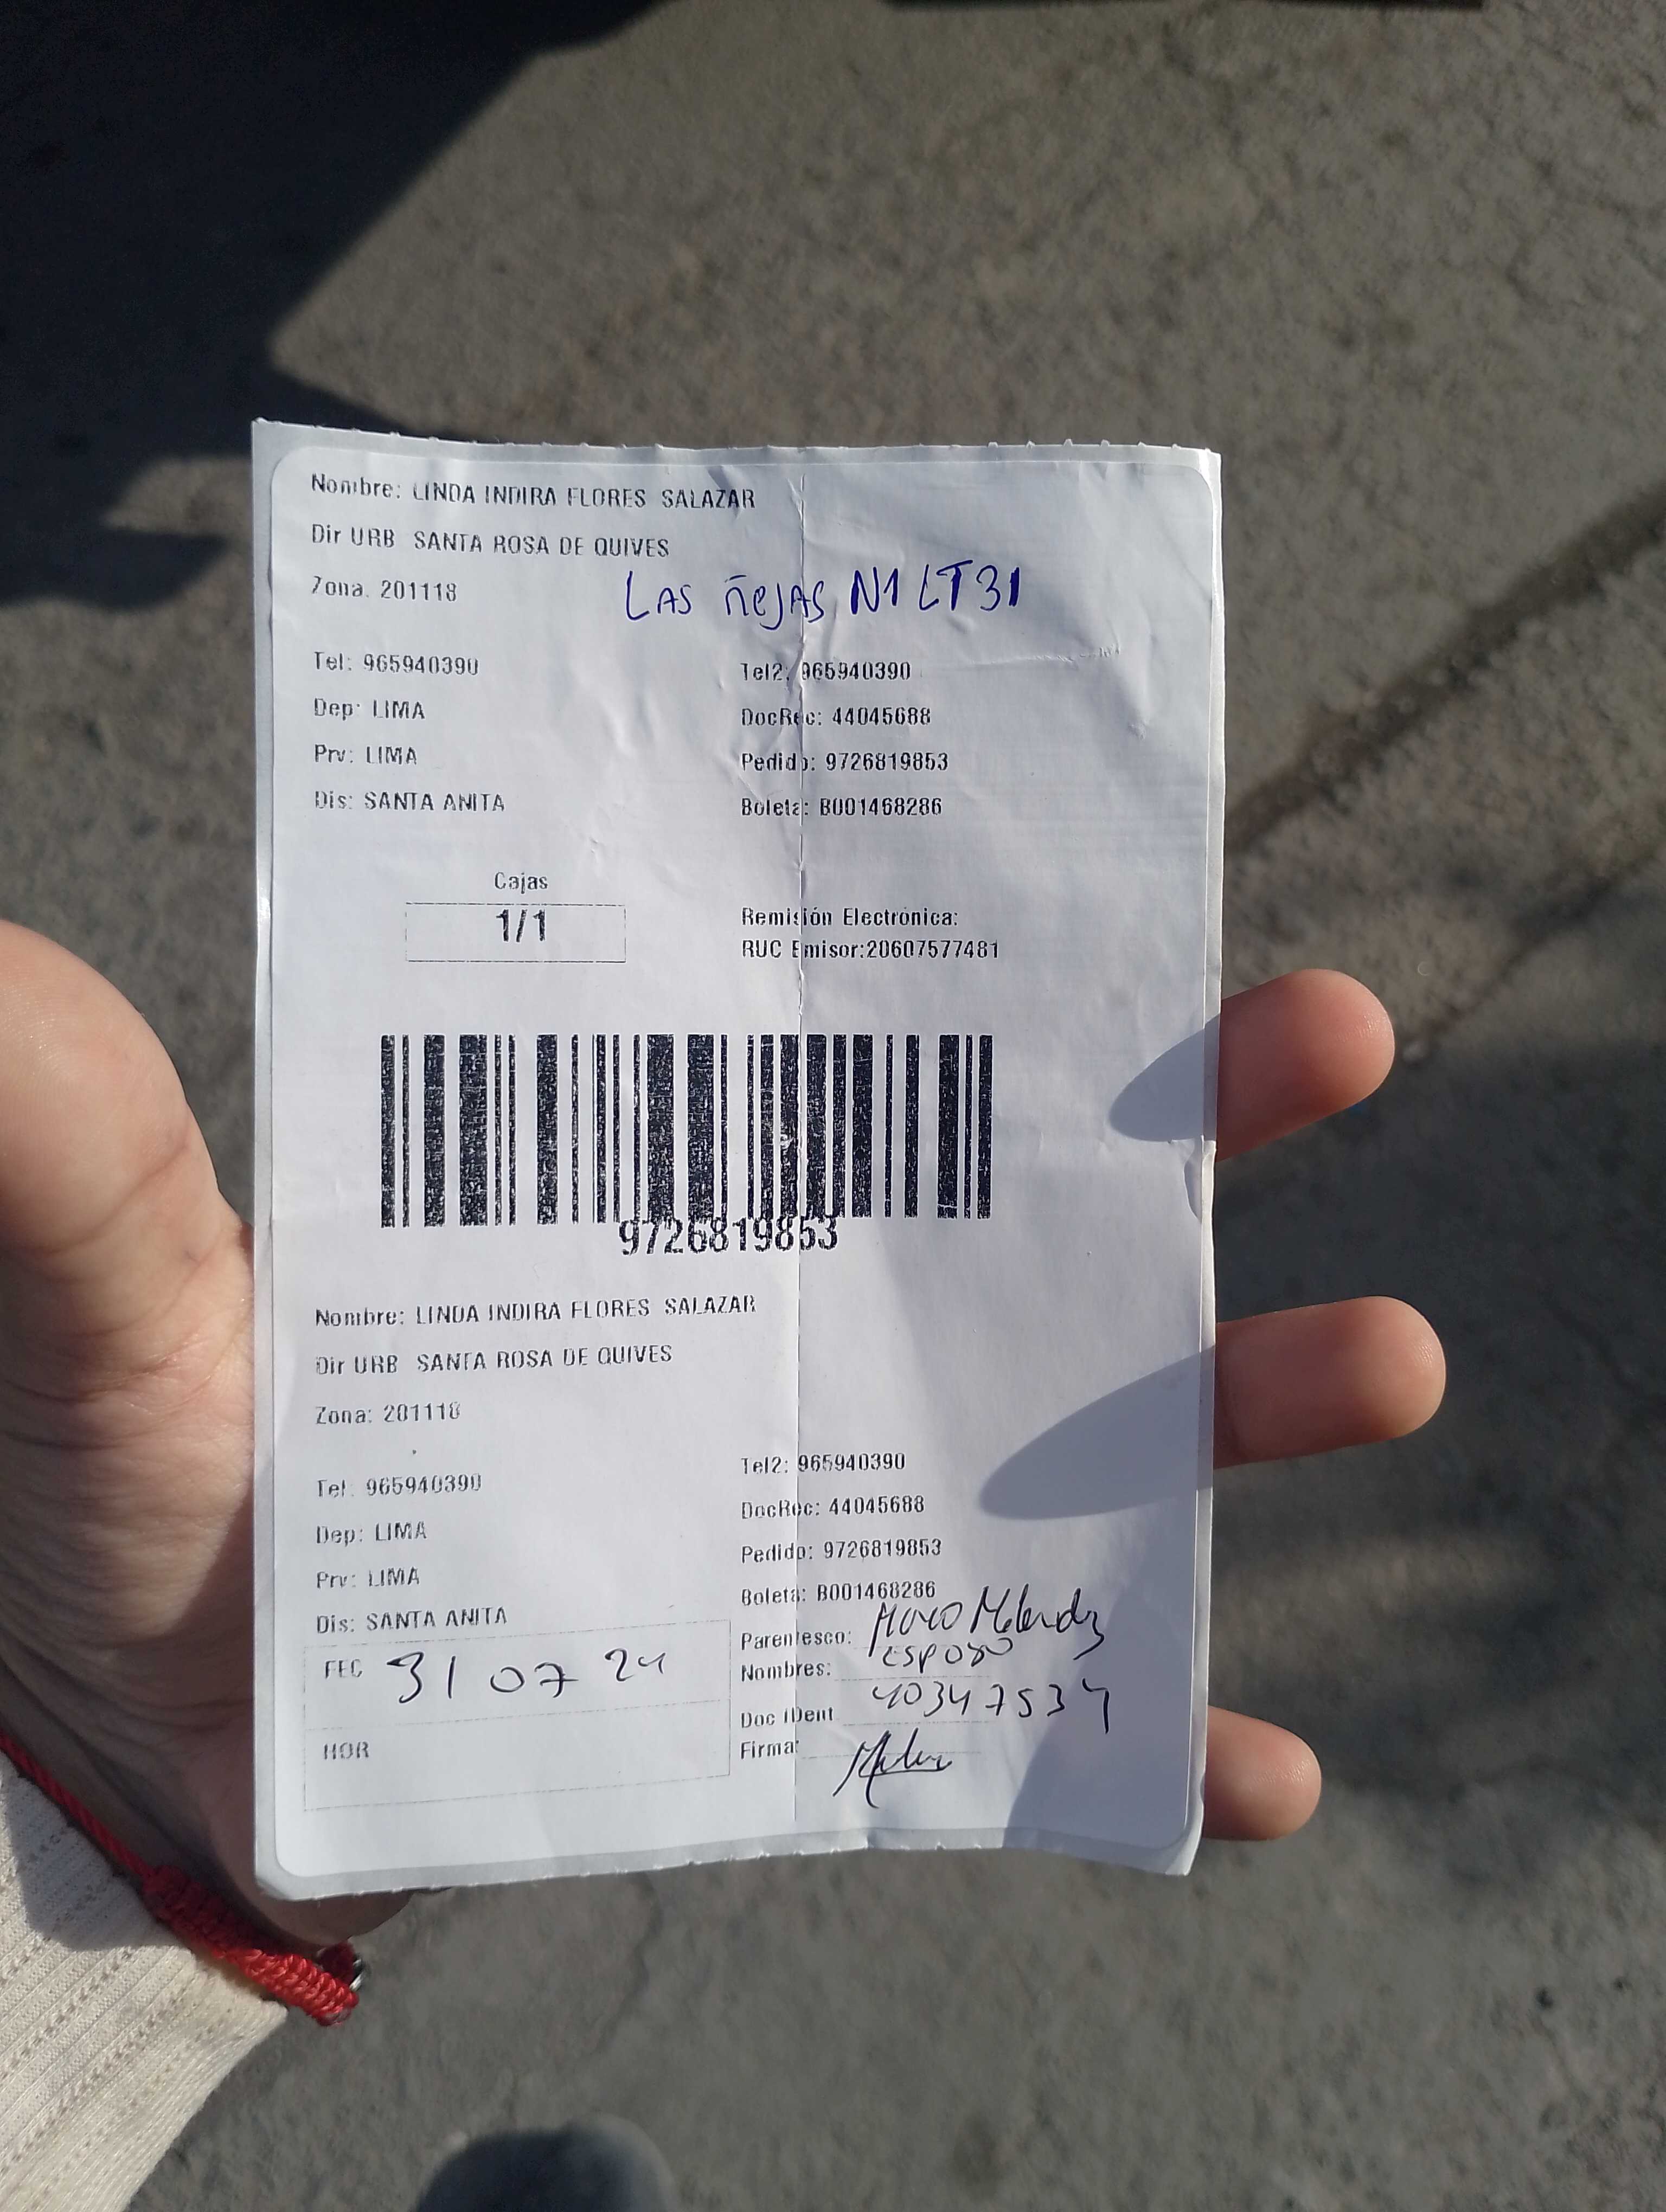 Nombre: LINDA INDIRA FLORES SALAZAR
Dir URB SANTA ROSA DE QUIVES
Zona. 201118
LAS ñejAS N1 LT31
Tel: 965940390
Tel2: 965940390
Dep: LIMA
DocRec: 44045688
Prv: LIMA
Pedido: 9726819853
Dis: SANTA ANITA
Boleta: B001468286
Cajas
1/1
Remisión Electrónica:
RUC Emisor:20607577481
9726819853
Nombre: LINDA INDIRA FLORES SALAZAR
Dir URB SANTA ROSA DE QUIVES
Zona: 201118
Tel: 965940390
Tel2: 965940390
DocRec: 44045688
Dep: LIMA
Pedido: 9726819853
Prv: LIMA
Boleta: B001468286
Dis: SANTA ANITA
Parentesco:
FEC 31 07 24
Nombres: esposo
Doc IDent 40347534
HOR
Firma: